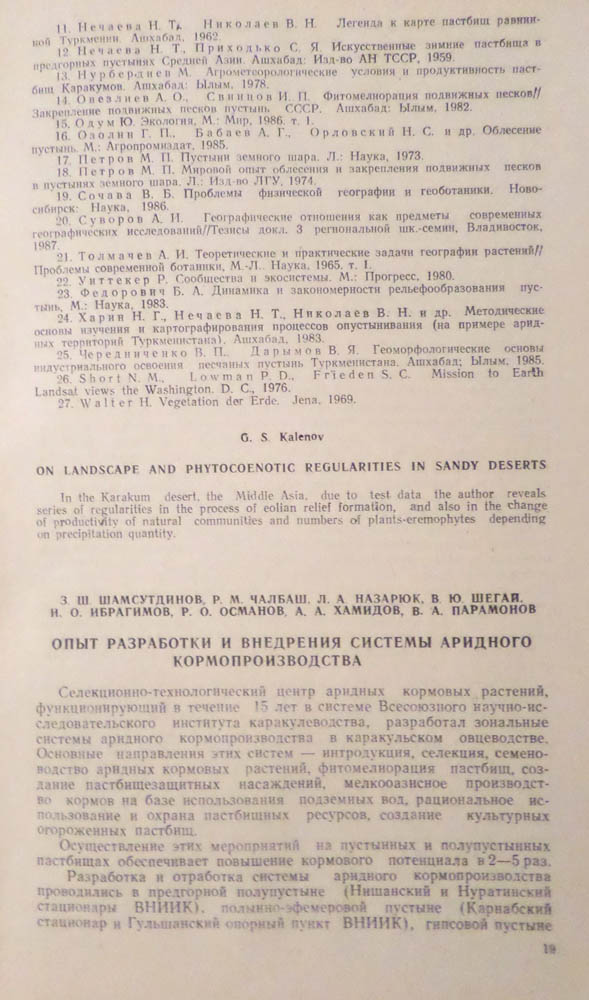 11. Нечаева Н. Т., Николаев В. Н. Легенда к карте пастбищ равнин-
ной Туркмении. Ашхабад, 1962.
12. Нечаева Н. Т., Приходько С. Я. Искусственные зимние пастбища в
предгорных пустынях Средней Азии. Ашхабад: Изд-во АН ТССР, 1959.
13. Нурбердиев М. Агрометеорологические условия и продуктивность паст-
бищ Каракумов. Ашхабад: Ылым, 1978.
14. Овезлиев А. О., Свинцов И. П. Фитомелиорация подвижных песков//
Закрепление подвижных песков пустынь СССР. Ашхабад: Ылым, 1982.
15. Одум Ю. Экология, М.: Мир, 1986. т. 1.
16. Озолин Г. П., Бабаев А. Г., Орловский Н. С. и др. Облесение
пустынь. М.: Агропромиздат, 1985.
17. Петров М. П. Пустыни земного шара. Л.: Наука, 1973.
18. Петров М. П. Мировой опыт облесения и закрепления подвижных песков
в пустынях земного шара. Л.: Изд-во ЛГУ, 1974.
19. Сочава В. Б. Проблемы физической географии и геоботаники. Ново-
сибирск: Наука, 1986.
20. Суворов А. И. Географические отношения как предметы современных
географических исследований//Тезисы докл. 3 региональной шк.-семин, Владивосток,
1987.
21. Толмачев А. И. Теоретические и практические задачи географии растений//
Проблемы современной ботаники, М.-Л.. Наука, 1965, т. 1.
22. Уиттекер Р. Сообщества и экосистемы. М.: Прогресс, 1980.
23. Федорович Б. А. Динамика и закономерности рельефообразования пус-
тынь, М.: Наука, 1983.
24. Харин Н. Г., Нечаева Н. Т., Николаев В. Н. и др. Методические
основы изучения и картографирования процессов опустынивания (на примере арид-
ных территорий Туркменистана). Ашхабад, 1983.
25. Чередниченко В. П., Дарымов В. Я. Геоморфологические основы
индустриального освоения песчаных пустынь Туркменистана. Ашхабад; Ылым, 1985.
26. Short N. M., Lowman P. D., Frieden S. C. Mission to Earth
Landsat views the Washington. D. C., 1976.
27. Walter H. Vegetation der Erde. Jena, 1969.
G. S. Kalenov
ON LANDSCAPE AND PHYTOCOENOTIC REGULARITIES IN SANDY DESERTS
In the Karakum desert, the Middle Asia, due to test data the author reveals
series of regularities in the process of eolian relief formation, and also in the change
of productivity of natural communities and numbers of plants-eremophytes depending
on precipitation quantity.
З. Ш. ШАМСУТДИНОВ, Р. М. ЧАЛБАШ, Л. А. НАЗАРЮК, В. Ю. ШЕГАЙ,
И. О. ИБРАГИМОВ, Р. О. ОСМАНОВ, А. А. ХАМИДОВ, В. А. ПАРАМОНОВ
ОПЫТ РАЗРАБОТКИ И ВНЕДРЕНИЯ СИСТЕМЫ АРИДНОГО
КОРМОПРОИЗВОДСТВА
Селекционно-технологический центр аридных кормовых растений,
функционирующий в течение 15 лет в системе Всесоюзного научно-ис-
следовательского института каракулеводства, разработал зональные
системы аридного кормопроизводства в каракульском овцеводстве.
Основные направления этих систем — интродукция, селекция, семено-
водство аридных кормовых растений, фитомелиорация пастбищ, соз-
дание пастбищезащитных насаждений, мелкооазисное производст-
во кормов на базе использования подземных вод, рациональное ис-
пользование и охрана пастбищных ресурсов, создание культурных
огороженных пастбищ.
Осуществление этих мероприятий на пустынных и полупустынных
пастбищах обеспечивает повышение кормового потенциала в 2—5 раз.
Разработка и отработка системы аридного кормопроизводства
проводились в предгорной полупустыне (Нишанский и Нуратинский
стационары ВНИИК), полынно-эфемеровой пустыне (Карнабский
стационар и Гульшанский опорный пункт ВНИИК), гипсовой пустыне
19